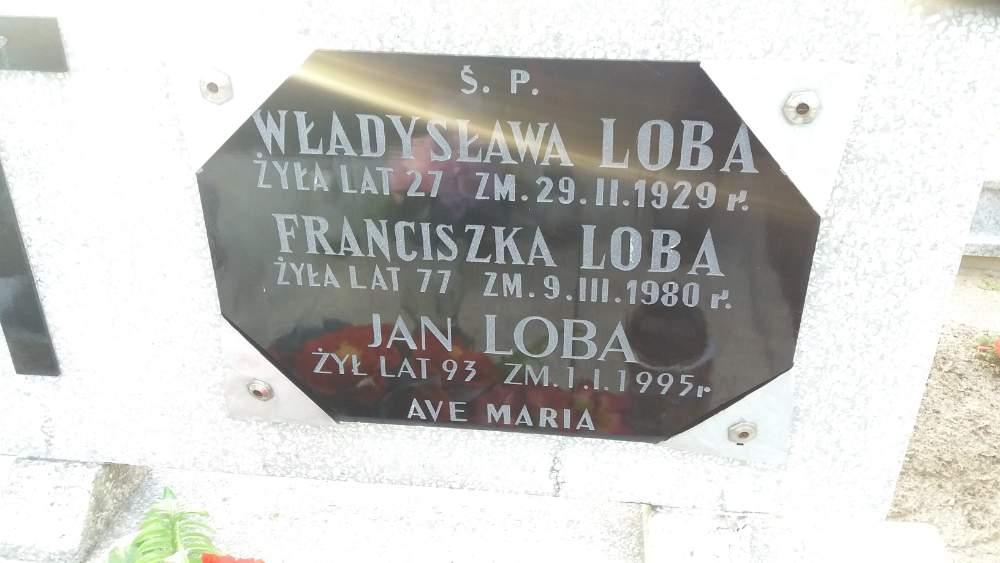 Ś. P.
WŁADYSŁAWA LOBA
ŻYŁA LAT 27 ZM. 29. II. 1929 r.
FRANCISZKA LOBA
ŻYŁA LAT 77 ZM. 9. III. 1980 r.
JAN LOBA
ŻYŁ LAT 93 ZM. 1. I. 1995 r
AVE MARIA